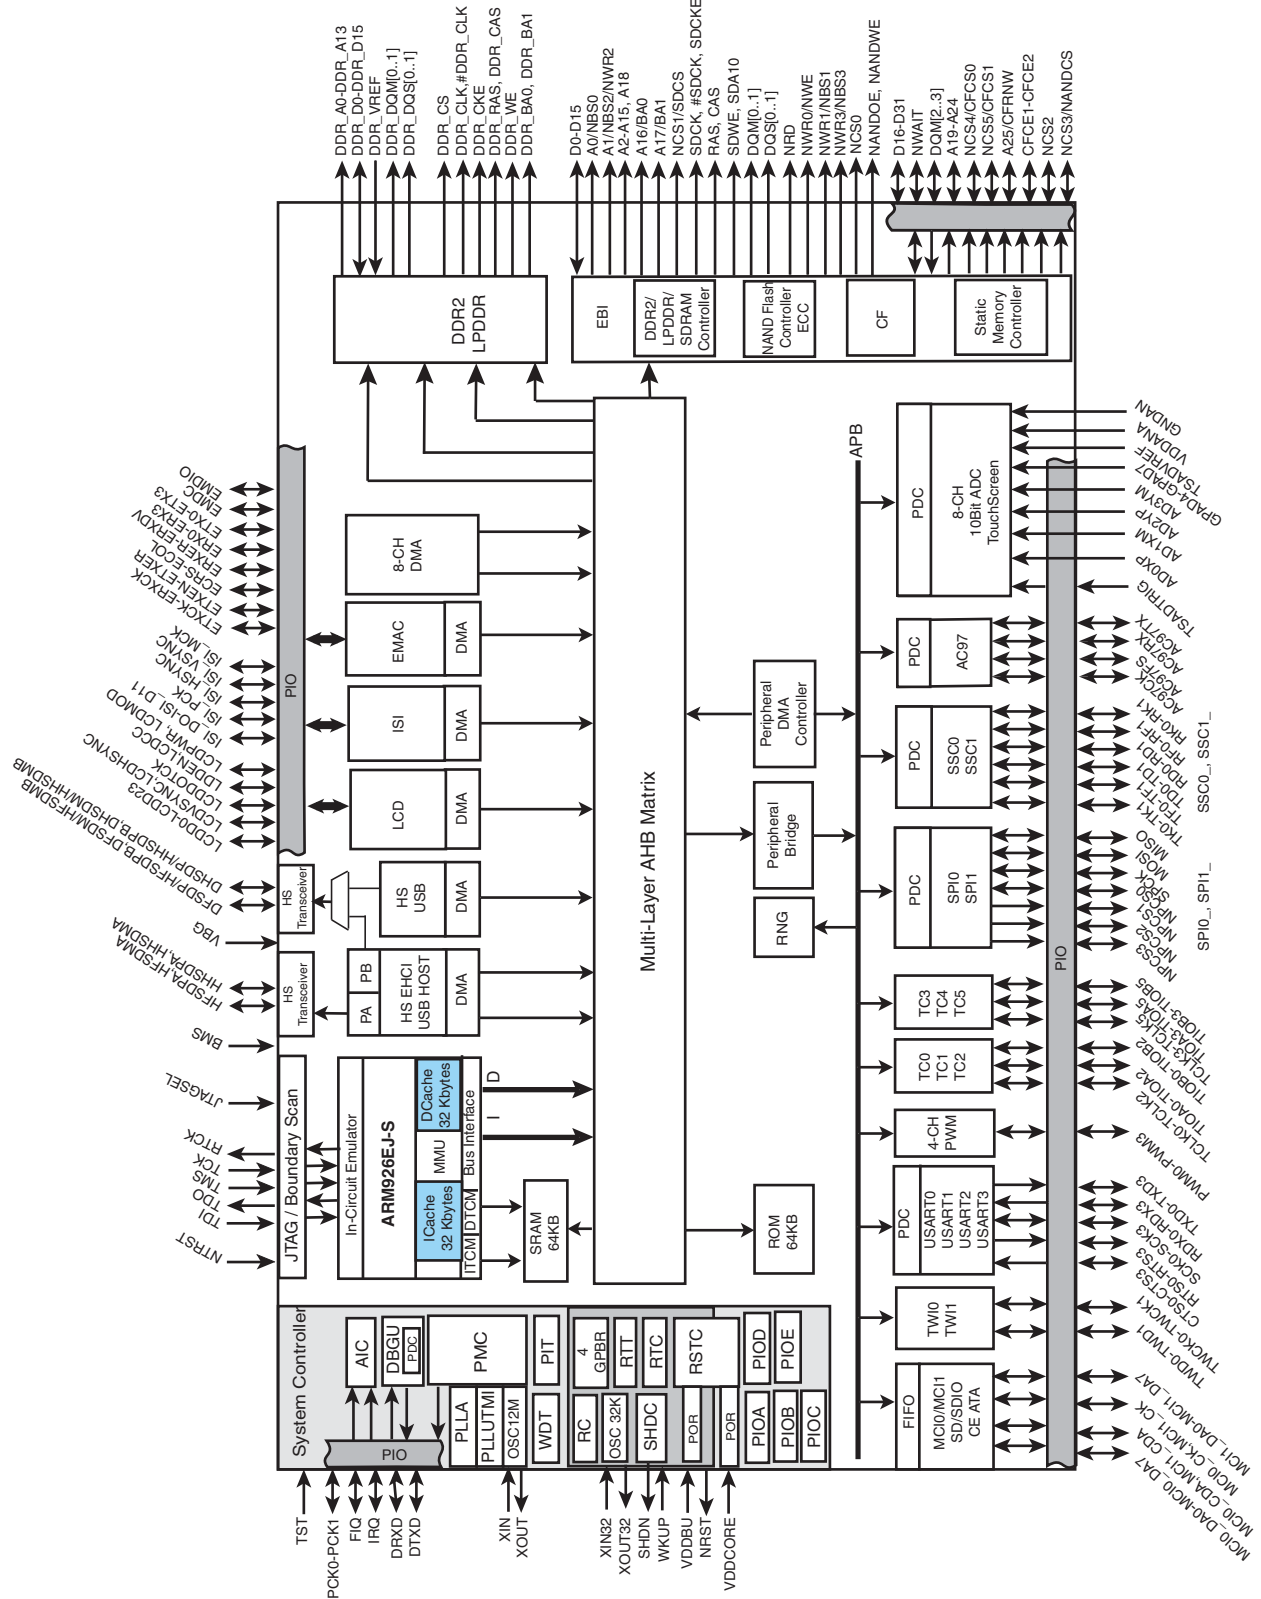 DDR_A0-DDR_A13
DDR_D0-DDR_D15
DDR_VREF
DDR_DQM[0..1]
DDR_DQS[0..1]
DDR_CS
DDR_CLK,#DDR_CLK
DDR_CKE
DDR_RAS, DDR_CAS
DDR_WE
DDR_BA0, DDR_BA1
D0-D15
A0/NBS0
A1/NBS2/NWR2
A2-A15, A18
A16/BA0
A17/BA1
NCS1/SDCS
SDCK, #SDCK, SDCKE
RAS, CAS
SDWE, SDA10
DQM[0..1]
DQS[0..1]
NRD
NWR0/NWE
NWR1/NBS1
NWR3/NBS3
NCS0
NANDOE, NANDWE
D16-D31
NWAIT
DQM[2..3]
A19-A24
NCS4/CFCS0
NCS5/CFCS1
A25/CFRNW
CFCE1-CFCE2
NCS2
NCS3/NANDCS
DDR2
LPDDR
EBI
DDR2/
LPDDR/
SDRAM
Controller
NAND Flash
Controller
ECC
CF
Static
Memory
Controller
EMDIO
EMDC
ETX0-ETX3
ERX0-ERX3
ERXER-ERXDV
ECRS-ECOL
ETXEN-ETXER
ETXCK-ERXCK
ISI_MCK
ISI_VSYNC
ISI_HSYNC
ISI_PCK
ISI_DO-ISI_D11
LCDPWR, LCDMOD
LCDDEN,LCDCC
LCDDOTCK
LCDVSYNC,LCDHSYNC
LCDD0-LCDD23
DHSDP/HHSDPB,DHSDM/HHSDMB
DFSDP/HFSDPB,DFSDM/HFSDMB
VBG
HHSDPA,HHSDMA
HFSDPA,HFSDMA
BMS
JTAGSEL
RTCK
TCK
TMS
TDO
TDI
NTRST
PIO
8-CH
DMA
EMAC
DMA
ISI
DMA
LCD
DMA
HS
Transceiver
HS
USB
DMA
HS
Transceiver
PA
PB
HS EHCI
USB HOST
DMA
JTAG / Boundary Scan
In-Circuit Emulator
ARM926EJ-S
ICache
32 Kbytes
MMU
DCache
32 Kbytes
ITCM
DTCM
Bus Interface
I
D
SRAM
64KB
Multi-Layer AHB Matrix
Peripheral
DMA
Controller
Peripheral
Bridge
RNG
ROM
64KB
APB
PDC
8-CH
10Bit ADC
TouchScreen
PDC
AC97
PDC
SSC0
SSC1
PDC
SPI0
SPI1
TC3
TC4
TC5
TC0
TC1
TC2
4-CH
PWM
PDC
USART0
USART1
USART2
USART3
TWI0
TWI1
FIFO
MCI0/MCI1
SD/SDIO
CE ATA
PIO
GNDAN
VDDANA
TSADVREF
GPAD4-GPAD7
AD3YM
AD2YP
AD1XM
AD0XP
TSADTRIG
AC97TX
AC97RX
AC97FS
AC97CK
RK0-RK1
RF0-RF1
RD0-RD1
TD0-TD1
TF0-TF1
TK0-TK1
SSC0_, SSC1_
MISO
MOSI
SPCK
NPCS0
NPCS1
NPCS2
NPCS3
SPI0_, SPI1_
TIOB3-TIOB5
TIOA3-TIOA5
TCLK3-TCLK5
TIOB0-TIOB2
TIOA0-TIOA2
TCLK0-TCLK2
PWM0-PWM3
TXD0-TXD3
RDX0-RDX3
SCK0-SCK3
RTS0-RTS3
CTS0-CTS3
TWCK0-TWCK1
TWD0-TWD1
MCI1_DA0-MCI1_DA7
MCI0_CK,MCI1_CK
MCI0_CDA,MCI1_CDA
MCI0_DA0-MCI0_DA7
System Controller
PIO
AIC
DBGU
PDC
PMC
PLLA
PLLUTMI
OSC12M
PIT
WDT
4
GPBR
RTT
RTC
RSTC
RC
OSC 32K
SHDC
POR
POR
PIOD
PIOE
PIOA
PIOB
PIOC
TST
PCK0-PCK1
FIQ
IRQ
DRXD
DTXD
XIN
XOUT
XIN32
XOUT32
SHDN
WKUP
VDDBU
NRST
VDDCORE